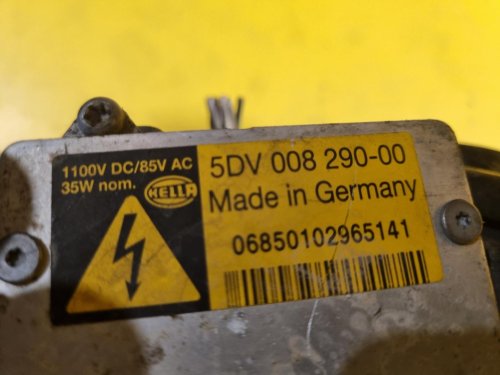 1100V DC/85V AC
35W nom.
HELLA
5DV 008 290-00
Made in Germany
06850102965141